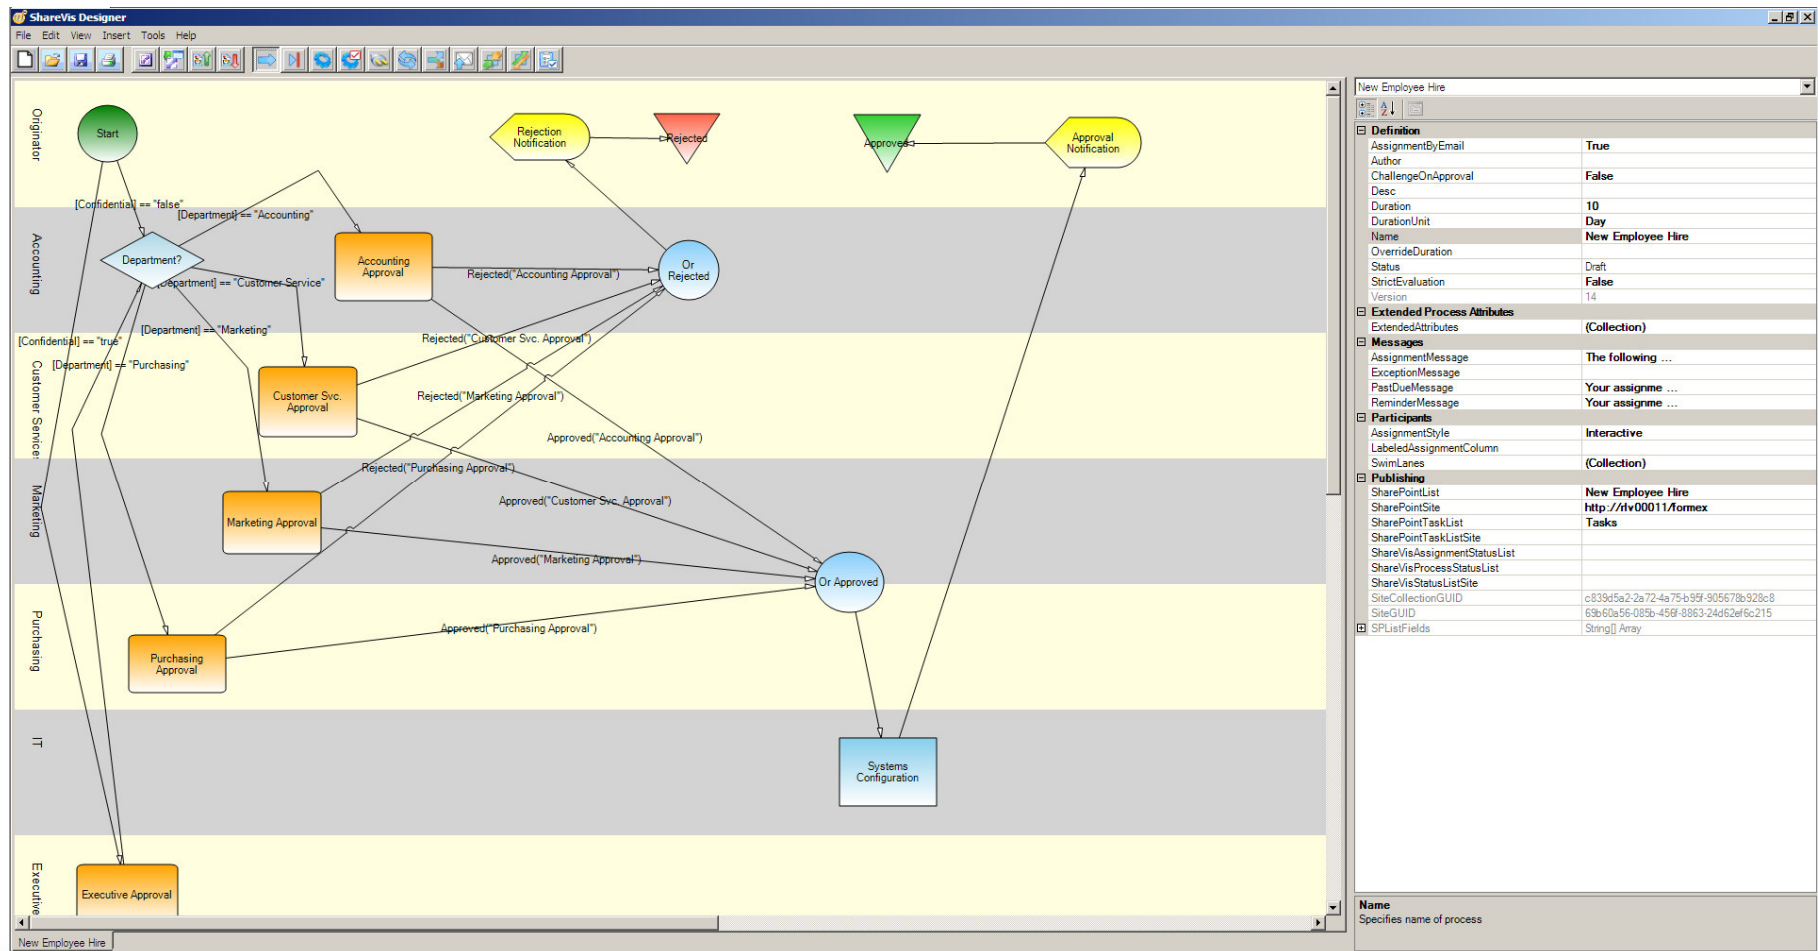 ShareVis Designer
File Edit View Insert Tools Help
Originator
Start
Rejection
Notification
Rejected
Approved
Approval
Notification
[Confidential] == "false"
[Department] == "Accounting"
Accounting
Department?
Accounting
Approval
Rejected("Accounting Approval")
Or
Rejected
[Department] == "Customer Service"
[Department] == "Marketing"
[Confidential] == "true"
[Department] == "Purchasing"
Customer Service
Customer Svc.
Approval
Rejected("Customer Svc. Approval")
Rejected("Marketing Approval")
Approved("Accounting Approval")
Rejected("Purchasing Approval")
Marketing
Marketing Approval
Approved("Customer Svc. Approval")
Approved("Marketing Approval")
Or Approved
Purchasing
Purchasing
Approval
Approved("Purchasing Approval")
IT
Systems
Configuration
Executive
Executive Approval
New Employee Hire
New Employee Hire
Definition
AssignmentByEmail True
Author
ChallengeOnApproval False
Desc
Duration 10
DurationUnit Day
Name New Employee Hire
OverrideDuration
Status Draft
StrictEvaluation False
Version 14
Extended Process Attributes
ExtendedAttributes (Collection)
Messages
AssignmentMessage The following ...
ExceptionMessage
PastDueMessage Your assignme ...
ReminderMessage Your assignme ...
Participants
AssignmentStyle Interactive
LabeledAssignmentColumn
SwimLanes (Collection)
Publishing
SharePointList New Employee Hire
SharePointSite http://rlv00011/formex
SharePointTaskList Tasks
SharePointTaskListSite
ShareVisAssignmentStatusList
ShareVisProcessStatusList
ShareVisStatusListSite
SiteCollectionGUID c839d5a2-2a72-4a75-b95f-905678b928c8
SiteGUID 69b60a56-085b-456f-8863-24d62ef6c215
SPListFields String[] Array
Name
Specifies name of process